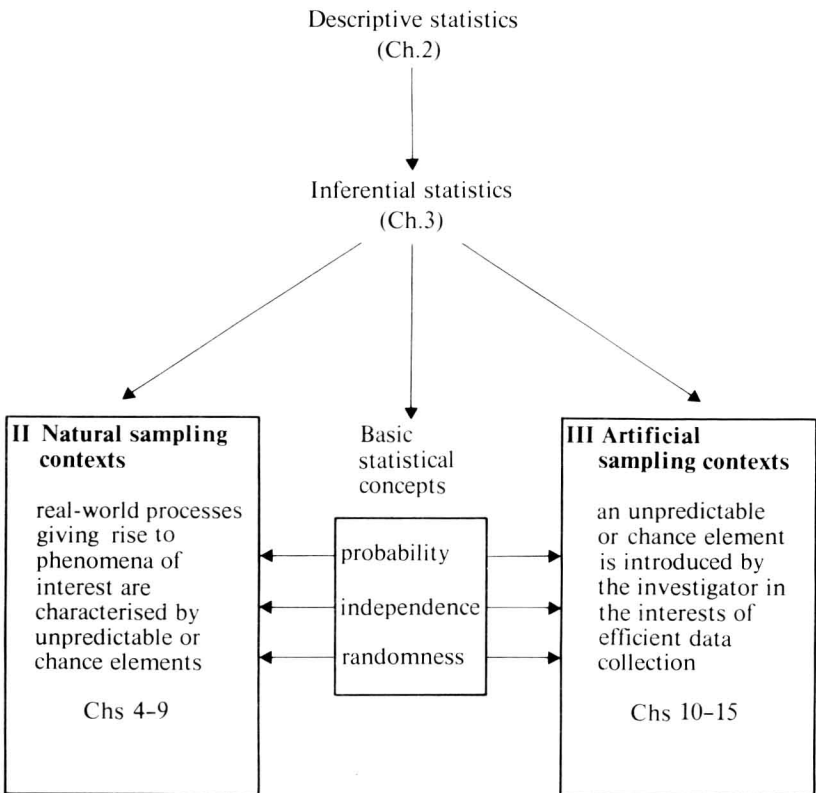 Descriptive statistics
(Ch.2)
Inferential statistics
(Ch.3)
II Natural sampling
contexts
real-world processes
giving rise to
phenomena of
interest are
characterised by
unpredictable or
chance elements
Chs 4–9
Basic
statistical
concepts
probability
independence
randomness
III Artificial
sampling contexts
an unpredictable
or chance element
is introduced by
the investigator in
the interests of
efficient data
collection
Chs 10–15